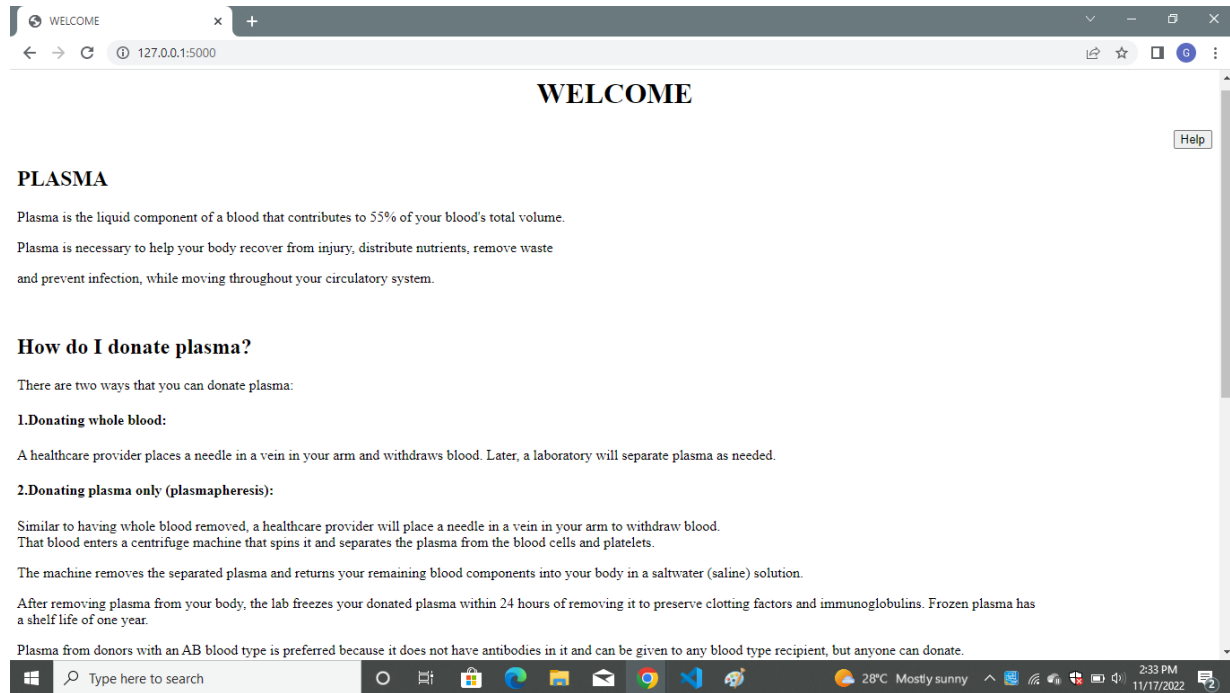 WELCOME
127.0.0.1:5000
G
WELCOME
Help
PLASMA
Plasma is the liquid component of a blood that contributes to 55% of your blood's total volume.
Plasma is necessary to help your body recover from injury, distribute nutrients, remove waste
and prevent infection, while moving throughout your circulatory system.
How do I donate plasma?
There are two ways that you can donate plasma:
1.Donating whole blood:
A healthcare provider places a needle in a vein in your arm and withdraws blood. Later, a laboratory will separate plasma as needed.
2.Donating plasma only (plasmapheresis):
Similar to having whole blood removed, a healthcare provider will place a needle in a vein in your arm to withdraw blood.
That blood enters a centrifuge machine that spins it and separates the plasma from the blood cells and platelets.
The machine removes the separated plasma and returns your remaining blood components into your body in a saltwater (saline) solution.
After removing plasma from your body, the lab freezes your donated plasma within 24 hours of removing it to preserve clotting factors and immunoglobulins. Frozen plasma has
a shelf life of one year.
Plasma from donors with an AB blood type is preferred because it does not have antibodies in it and can be given to any blood type recipient, but anyone can donate.
Type here to search
28°C Mostly sunny
2:33 PM
11/17/2022
2